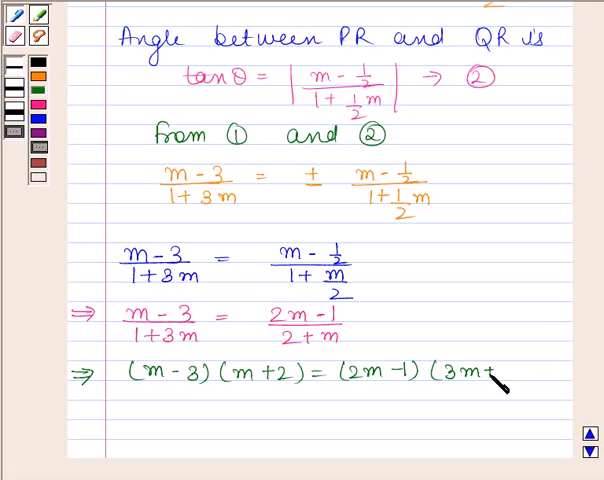 2
Angle between PR and QR is
tanθ = | (m - 1/2) / (1 + 1/2 m) | → ②
from ① and ②
(m - 3) / (1 + 3m) = ± (m - 1/2) / (1 + 1/2 m)
(m - 3) / (1 + 3m) = (m - 1/2) / (1 + m/2)
⇒ (m - 3) / (1 + 3m) = (2m - 1) / (2 + m)
⇒ (m - 3) (m + 2) = (2m - 1) (3m +